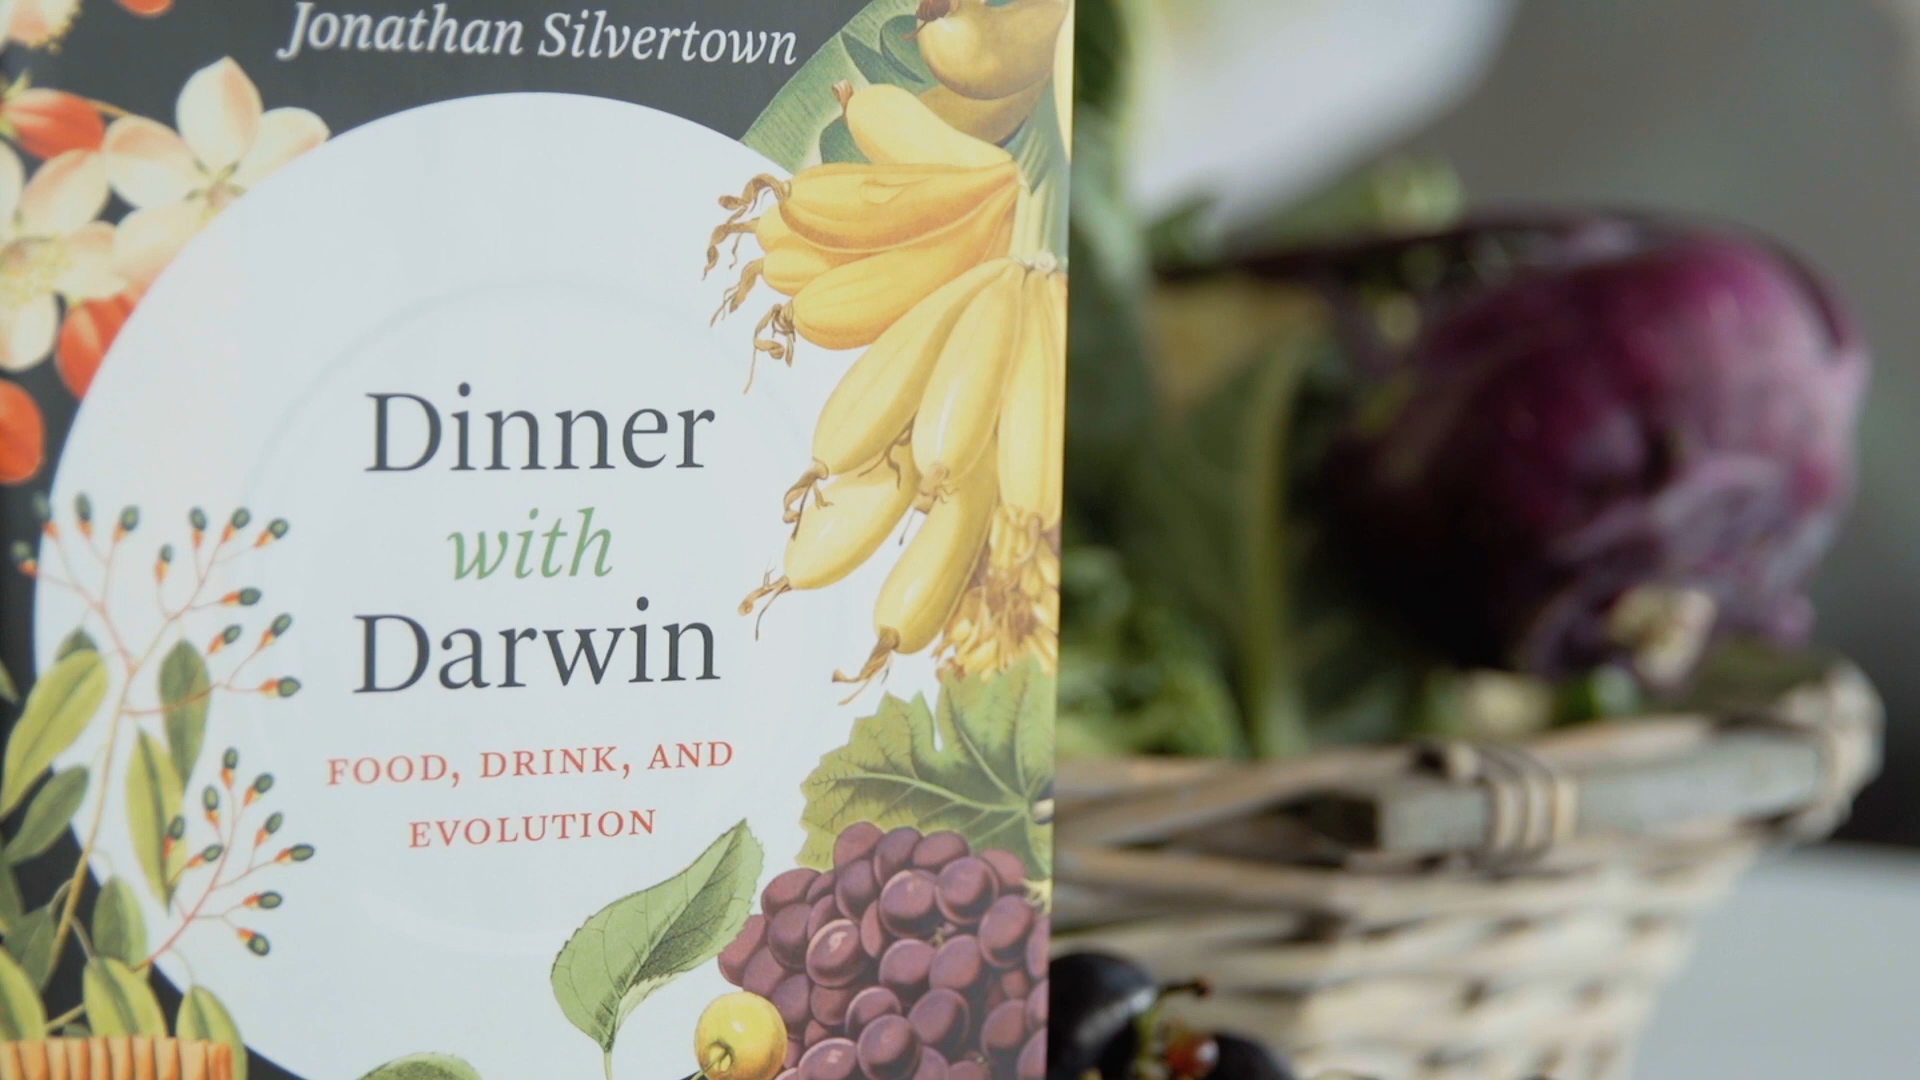 Jonathan Silvertown
Dinner
with
Darwin
FOOD, DRINK, AND
EVOLUTION